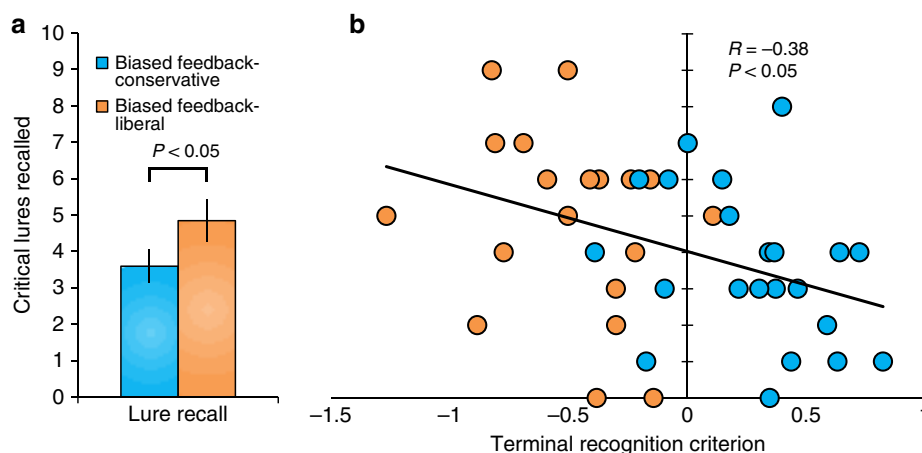 a
10
9
8
7
6
5
4
3
2
1
0
Critical lures recalled
Biased feedback-
conservative
Biased feedback-
liberal
P < 0.05
Lure recall
b
R = –0.38
P < 0.05
–1.5
–1
–0.5
0
0.5
1
Terminal recognition criterion